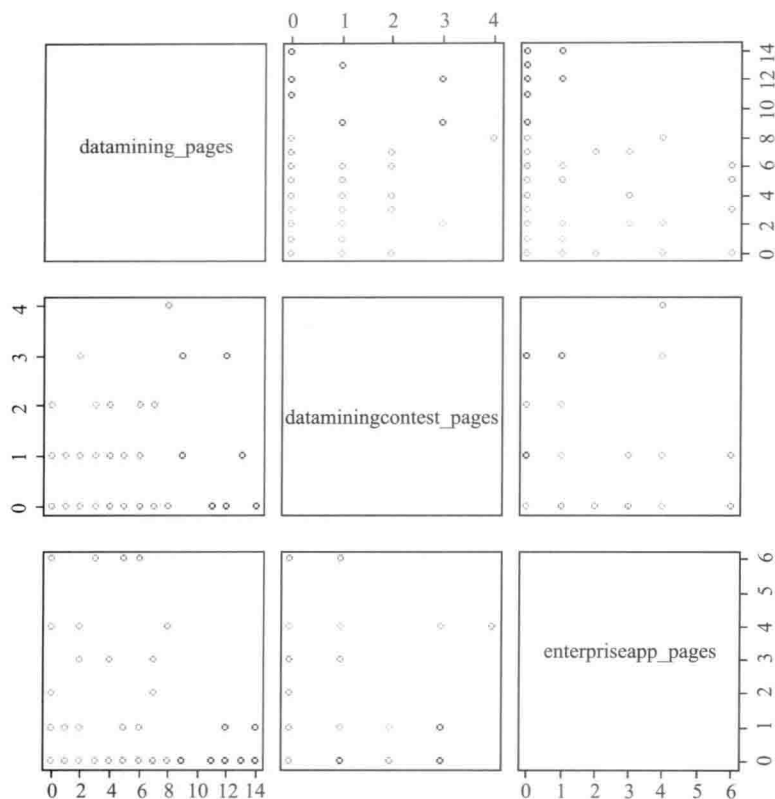 0 1 2 3 4
datamining_pages
0 2 4 6 8 10 12 14
0 1 2 3 4
dataminingcontest_pages
enterpriseapp_pages
0 1 2 3 4 5 6
0 2 4 6 8 10 12 14
0 1 2 3 4 5 6